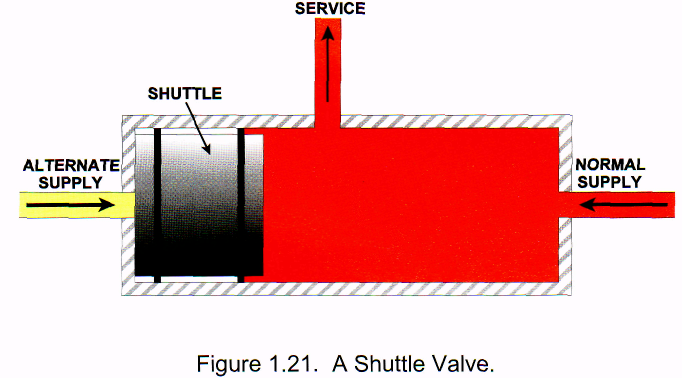 SERVICE
SHUTTLE
ALTERNATE
SUPPLY
NORMAL
SUPPLY
Figure 1.21. A Shuttle Valve.